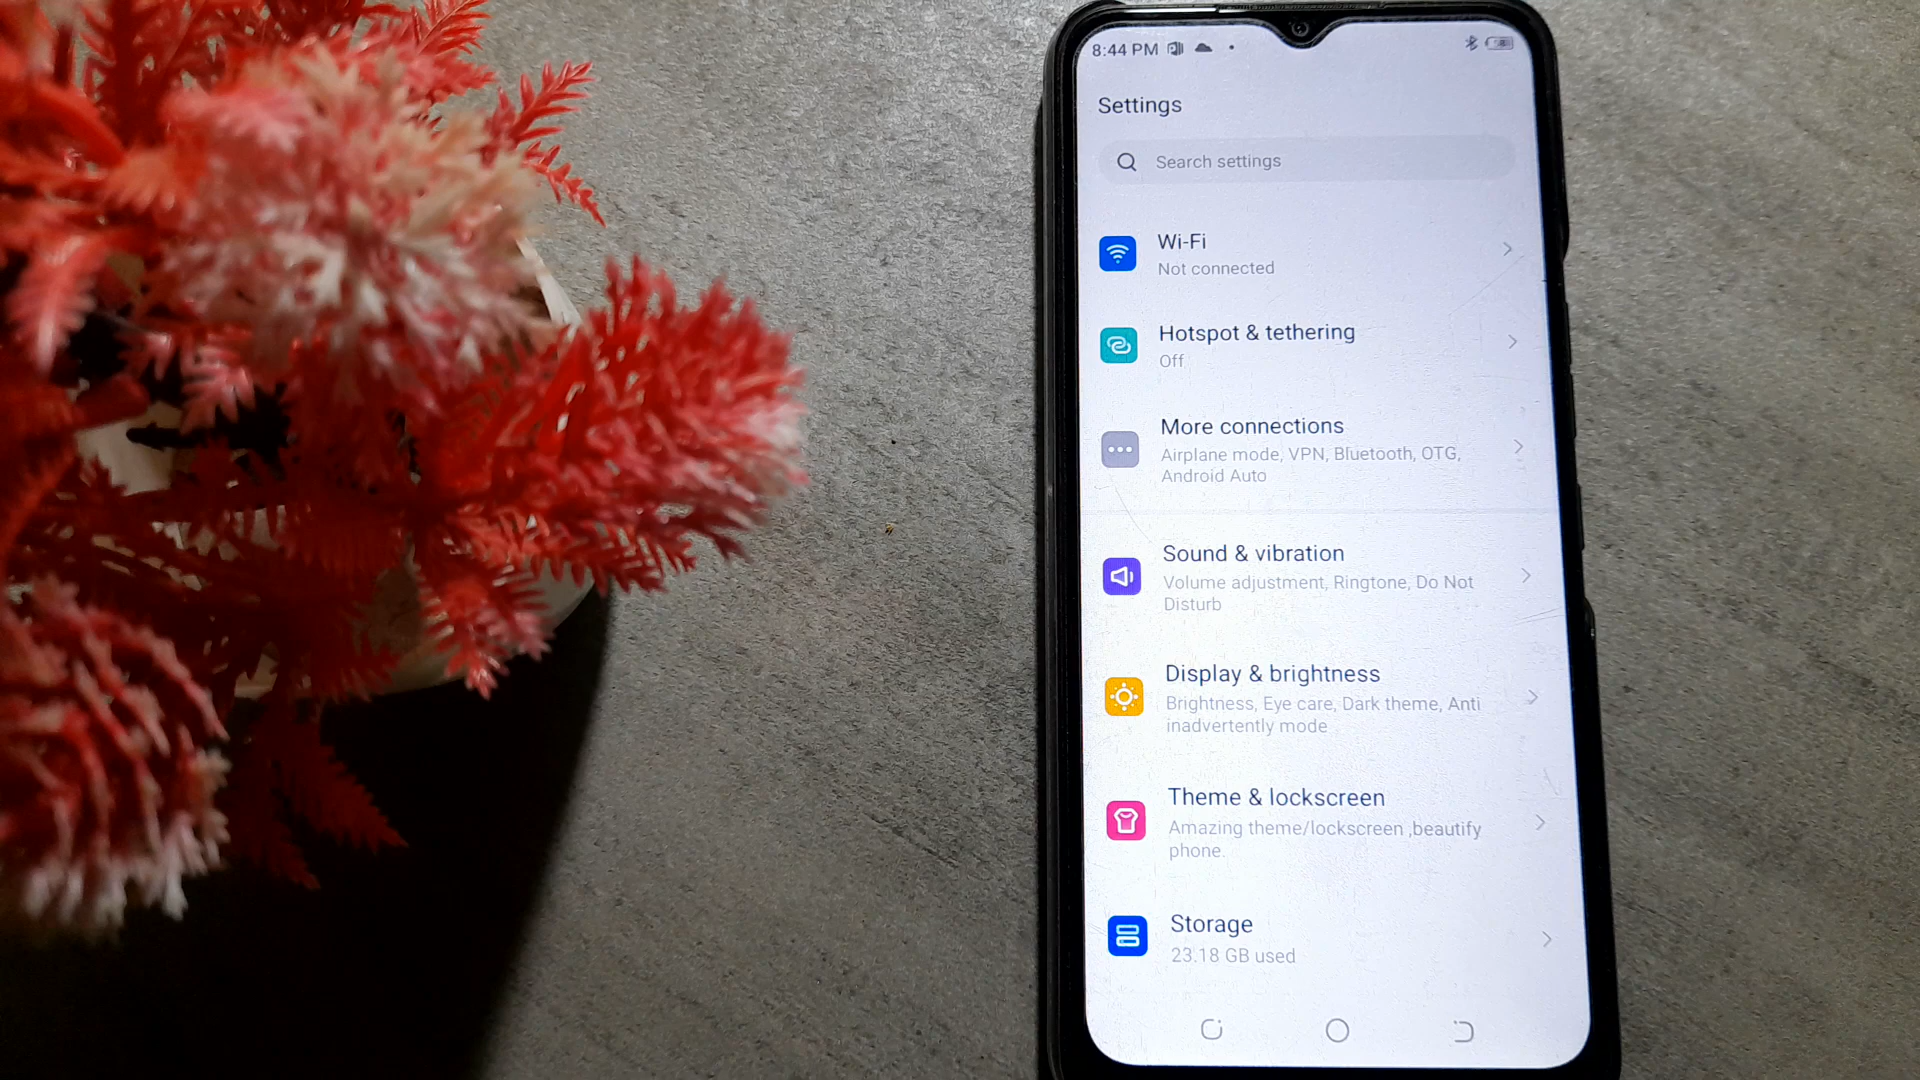 8:44 PM
Settings
Search settings
Wi-Fi
Not connected
Hotspot & tethering
Off
More connections
Airplane mode, VPN, Bluetooth, OTG,
Android Auto
Sound & vibration
Volume adjustment, Ringtone, Do Not
Disturb
Display & brightness
Brightness, Eye care, Dark theme, Anti
inadvertently mode
Theme & lockscreen
Amazing theme/lockscreen ,beautify
phone.
Storage
23.18 GB used